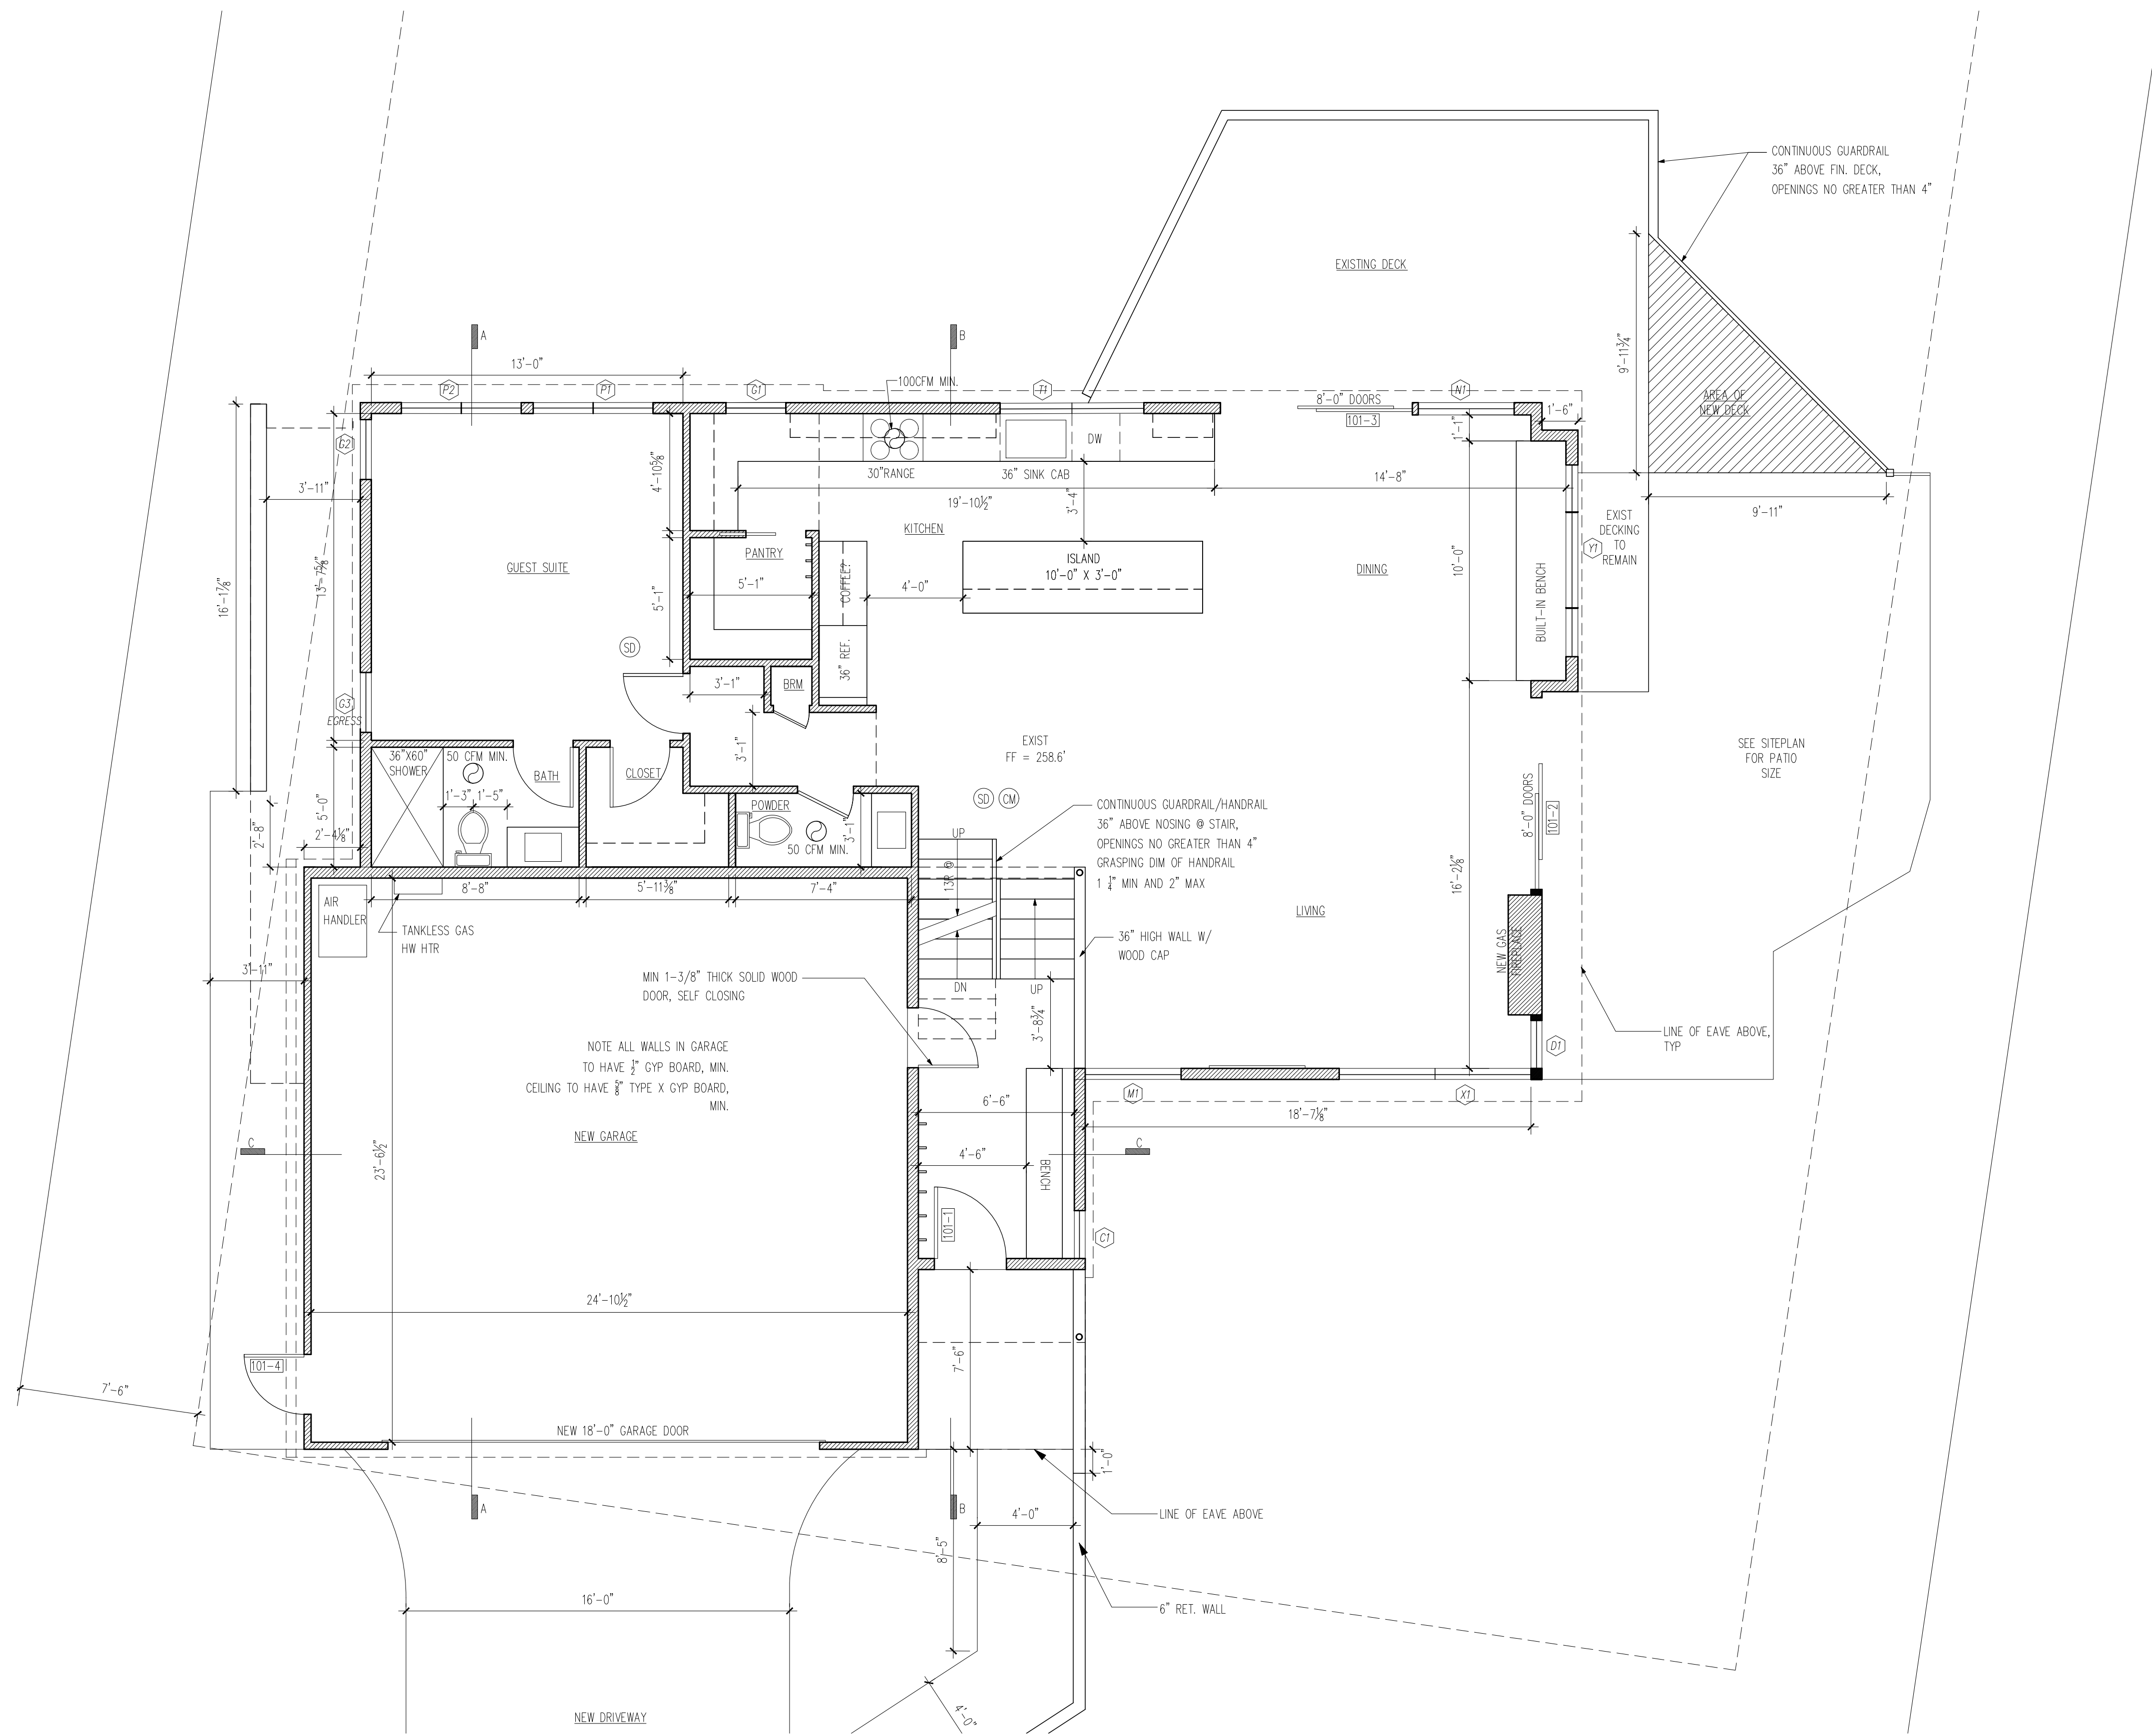 CONTINUOUS GUARDRAIL
36" ABOVE FIN. DECK,
OPENINGS NO GREATER THAN 4"
EXISTING DECK
9'-11¾"
AREA OF
NEW DECK
A
B
13'-0"
P2
P1
G1
100CFM MIN.
T1
8'-0" DOORS
101-3
N1
1'-6"
1'-1"
G2
3'-11"
4'-10⅝"
30"RANGE
36" SINK CAB
DW
19'-10½"
3'-4"
14'-8"
9'-11"
KITCHEN
EXIST
DECKING
TO
REMAIN
Y1
16'-1⅞"
13'-7⅝"
GUEST SUITE
PANTRY
5'-1"
5'-1"
COFFEE?
4'-0"
ISLAND
10'-0" X 3'-0"
DINING
10'-0"
BUILT-IN BENCH
SD
36" REF.
3'-1"
BRM
G3
EGRESS
3'-1"
EXIST
FF = 258.6'
SEE SITEPLAN
FOR PATIO
SIZE
36"X60"
SHOWER
50 CFM MIN.
BATH
CLOSET
1'-3"
1'-5"
POWDER
50 CFM MIN.
3'-1"
SD
CM
5'-0"
2'-8"
2'-4⅛"
UP
13R @
CONTINUOUS GUARDRAIL/HANDRAIL
36" ABOVE NOSING @ STAIR,
OPENINGS NO GREATER THAN 4"
GRASPING DIM OF HANDRAIL
1 ¼" MIN AND 2" MAX
8'-0" DOORS
101-2
16'-2⅛"
8'-8"
5'-11⅜"
7'-4"
AIR
HANDLER
TANKLESS GAS
HW HTR
LIVING
36" HIGH WALL W/
WOOD CAP
NEW GAS
FIREPLACE
3'-11"
MIN 1-3/8" THICK SOLID WOOD
DOOR, SELF CLOSING
DN
UP
3'-8¾"
LINE OF EAVE ABOVE,
TYP
D1
NOTE ALL WALLS IN GARAGE
TO HAVE ½" GYP BOARD, MIN.
CEILING TO HAVE ⅝" TYPE X GYP BOARD,
MIN.
M1
X1
6'-6"
18'-7⅛"
NEW GARAGE
C
C
23'-6½"
4'-6"
BENCH
101-1
C1
24'-10½"
7'-6"
101-4
7'-6"
NEW 18'-0" GARAGE DOOR
1'-0"
A
B
4'-0"
LINE OF EAVE ABOVE
8'-5"
16'-0"
6" RET. WALL
4'-0"
NEW DRIVEWAY